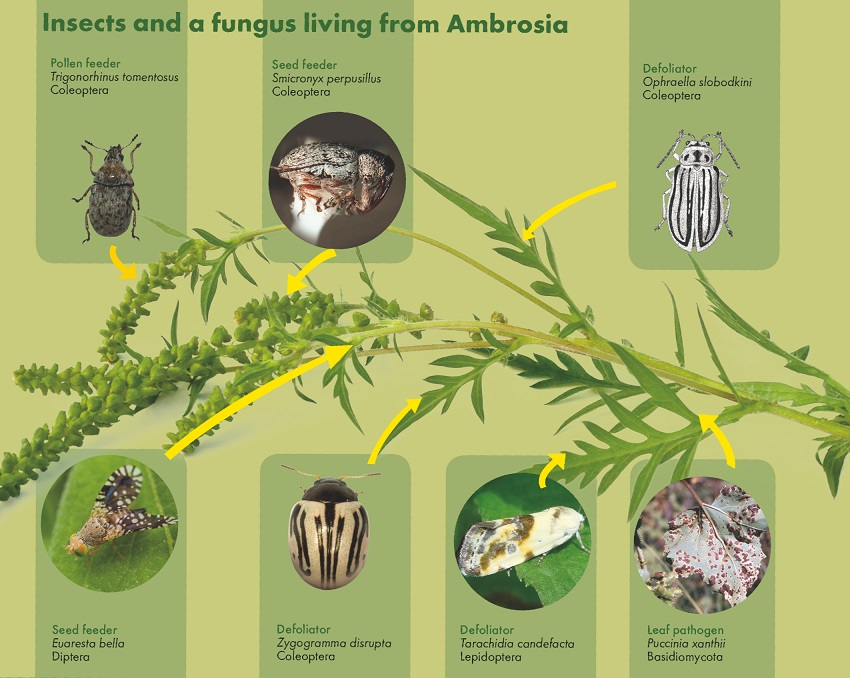 Insects and a fungus living from Ambrosia
Pollen feeder
Trigonorhinus tomentosus
Coleoptera
Seed feeder
Smicronyx perpusillus
Coleoptera
Defoliator
Ophraella slobodkini
Coleoptera
Seed feeder
Euaresta bella
Diptera
Defoliator
Zygogramma disrupta
Coleoptera
Defoliator
Tarachidia candefacta
Lepidoptera
Leaf pathogen
Puccinia xanthii
Basidiomycota